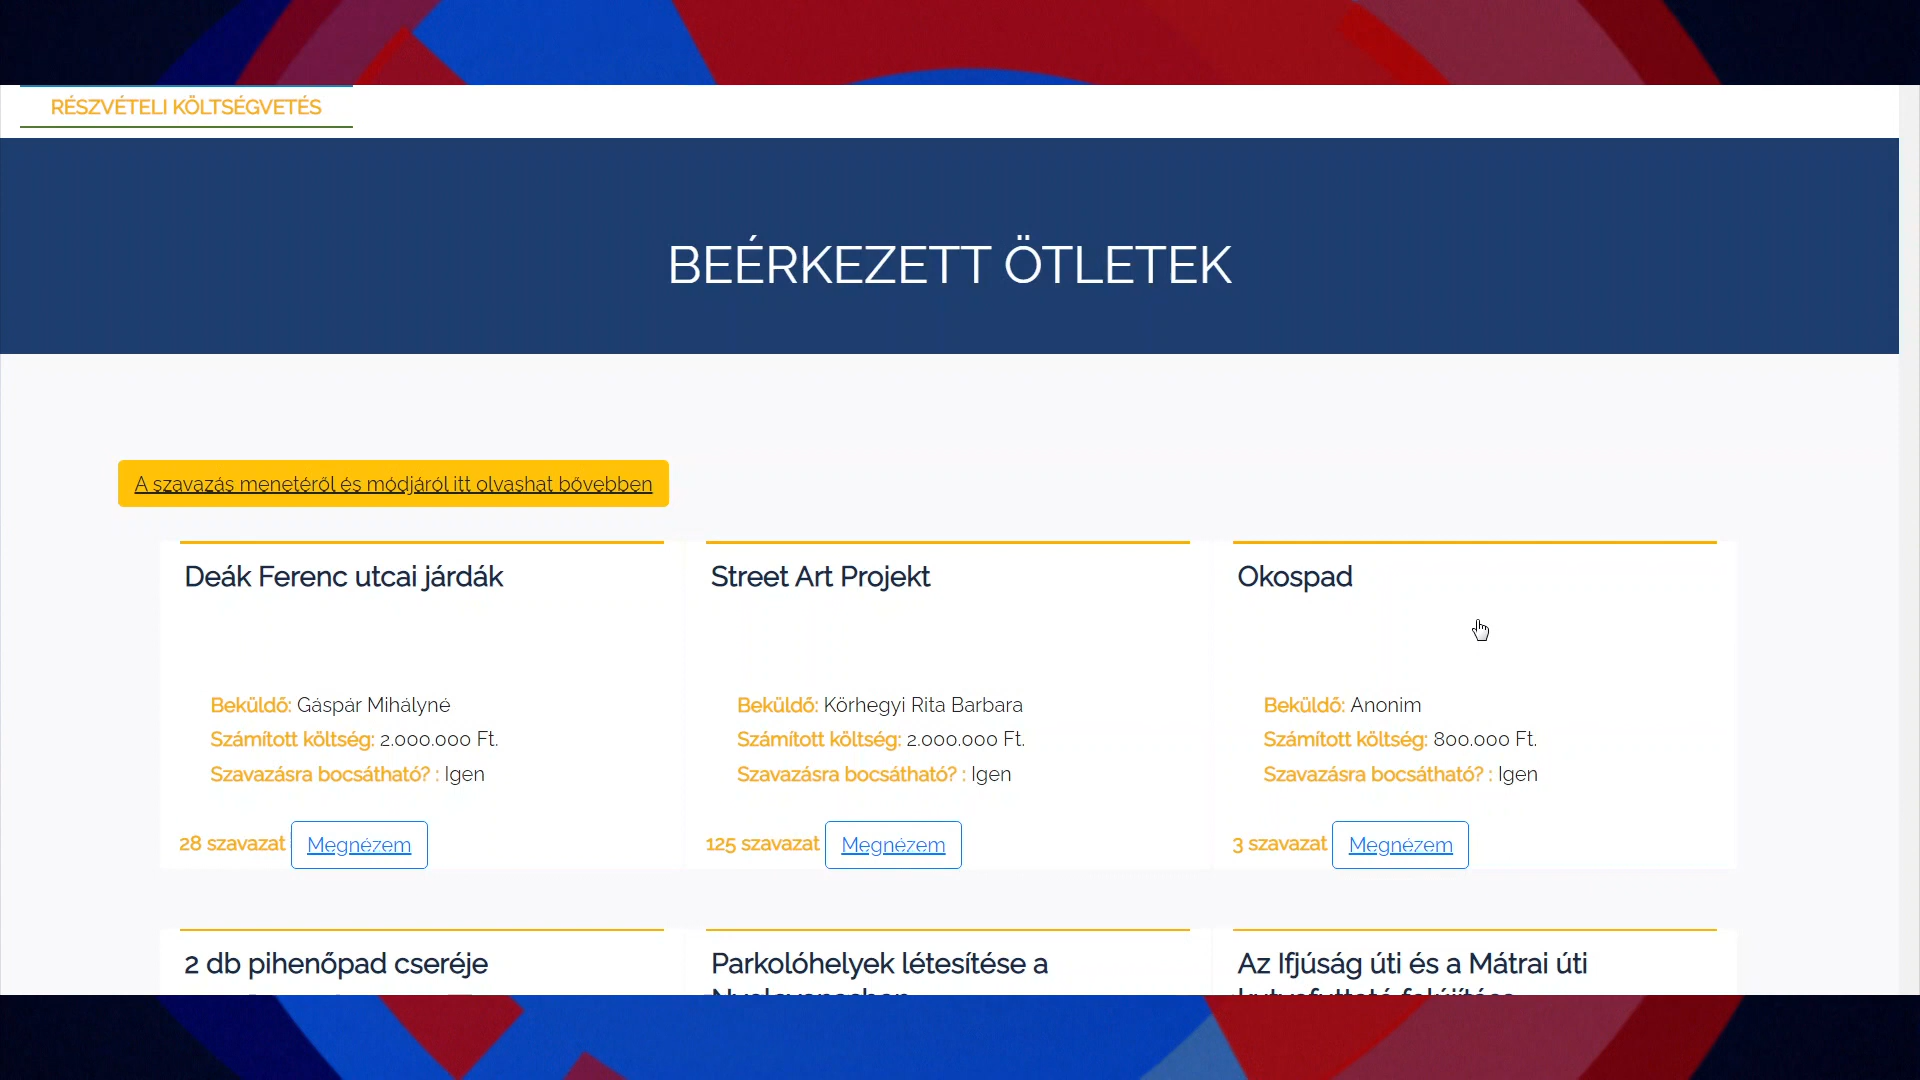 RÉSZVÉTELI KÖLTSÉGVETÉS
BEÉRKEZETT ÖTLETEK
A szavazás menetéről és módjáról itt olvashat bővebben
Deák Ferenc utcai járdák
Beküldő: Gáspár Mihályné
Számított költség: 2.000.000 Ft.
Szavazásra bocsátható? : Igen
28 szavazat Megnézem
Street Art Projekt
Beküldő: Kőrhegyi Rita Barbara
Számított költség: 2.000.000 Ft.
Szavazásra bocsátható? : Igen
125 szavazat Megnézem
Okospad
Beküldő: Anonim
Számított költség: 800.000 Ft.
Szavazásra bocsátható? : Igen
3 szavazat Megnézem
2 db pihenőpad cseréje
Parkolóhelyek létesítése a
Az Ifjúság úti és a Mátrai úti